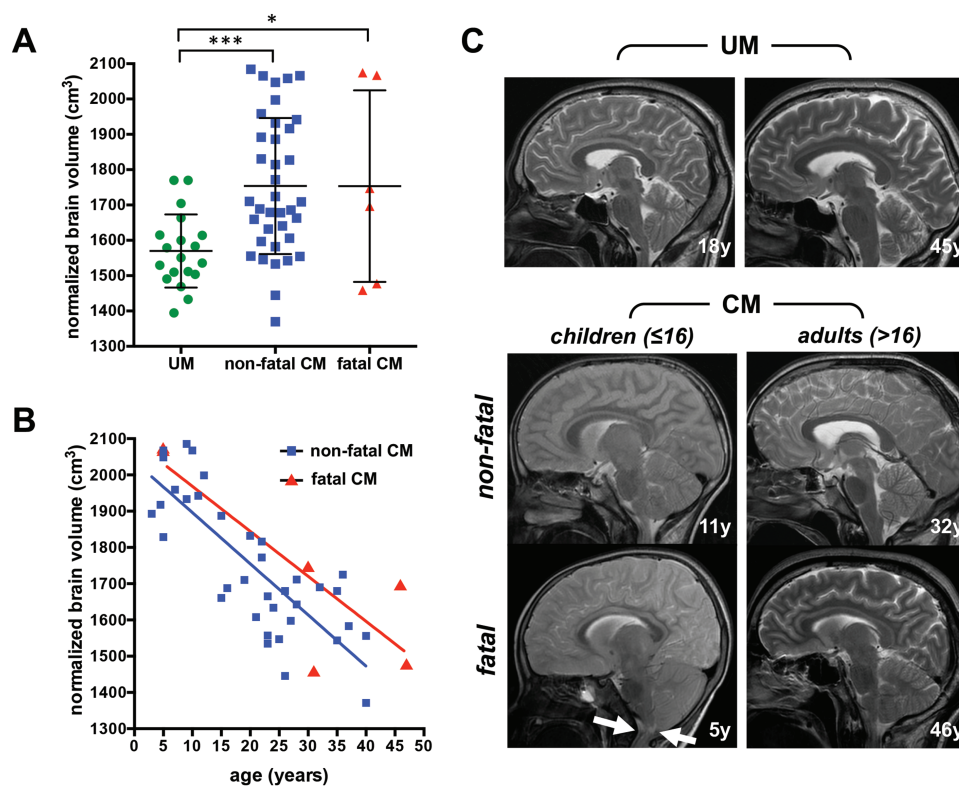 A
*
***
normalized brain volume (cm³)
2100
2000
1900
1800
1700
1600
1500
1400
1300
UM
non-fatal CM
fatal CM
B
normalized brain volume (cm³)
2100
2000
1900
1800
1700
1600
1500
1400
1300
non-fatal CM
fatal CM
0 5 10 15 20 25 30 35 40 45 50
age (years)
C
UM
18y
45y
CM
children (≤16)
adults (>16)
non-fatal
11y
32y
fatal
5y
46y